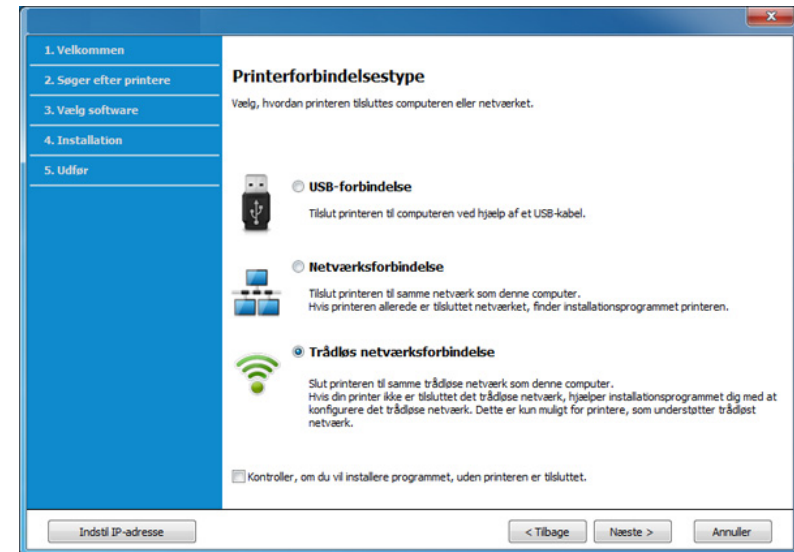 1. Velkommen
2. Søger efter printere
3. Vælg software
4. Installation
5. Udfør
Printerforbindelsestype
Vælg, hvordan printeren tilsluttes computeren eller netværket.
USB-forbindelse
Tilslut printeren til computeren ved hjælp af et USB-kabel.
Netværksforbindelse
Tilslut printeren til samme netværk som denne computer.
Hvis printeren allerede er tilsluttet netværket, finder installationsprogrammet printeren.
Trådløs netværksforbindelse
Slut printeren til samme trådløse netværk som denne computer.
Hvis din printer ikke er tilsluttet det trådløse netværk, hjælper installationsprogrammet dig med at
konfigurere det trådløse netværk. Dette er kun muligt for printere, som understøtter trådløst
netværk.
Kontroller, om du vil installere programmet, uden printeren er tilsluttet.
Indstil IP-adresse
< Tilbage
Næste >
Annuller